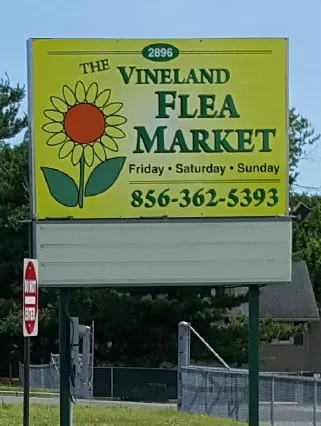 2896
THE VINELAND
FLEA
MARKET
Friday • Saturday • Sunday
856-362-5393
DO NOT
ENTER